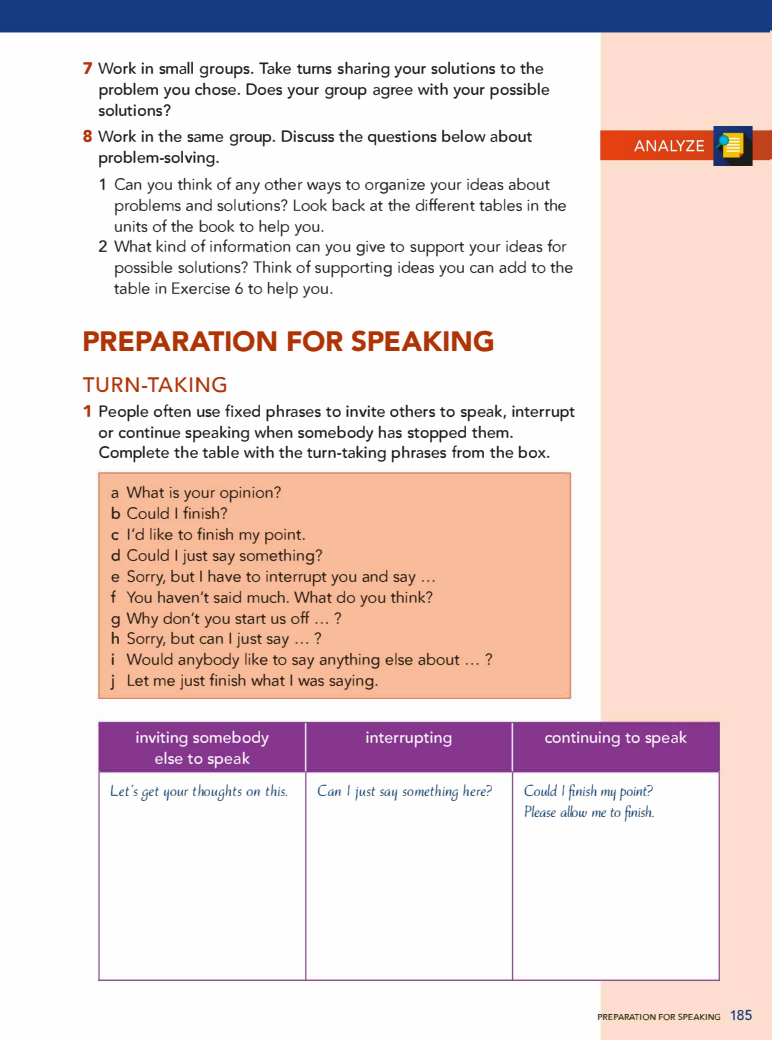 7 Work in small groups. Take turns sharing your solutions to the
problem you chose. Does your group agree with your possible
solutions?
8 Work in the same group. Discuss the questions below about
problem-solving.
ANALYZE
1 Can you think of any other ways to organize your ideas about
problems and solutions? Look back at the different tables in the
units of the book to help you.
2 What kind of information can you give to support your ideas for
possible solutions? Think of supporting ideas you can add to the
table in Exercise 6 to help you.
PREPARATION FOR SPEAKING
TURN-TAKING
1 People often use fixed phrases to invite others to speak, interrupt
or continue speaking when somebody has stopped them.
Complete the table with the turn-taking phrases from the box.
a What is your opinion?
b Could I finish?
c I'd like to finish my point.
d Could I just say something?
e Sorry, but I have to interrupt you and say …
f You haven't said much. What do you think?
g Why don't you start us off … ?
h Sorry, but can I just say … ?
i Would anybody like to say anything else about … ?
j Let me just finish what I was saying.
inviting somebody
else to speak
interrupting
continuing to speak
Let's get your thoughts on this.
Can I just say something here?
Could I finish my point?
Please allow me to finish.
PREPARATION FOR SPEAKING 185